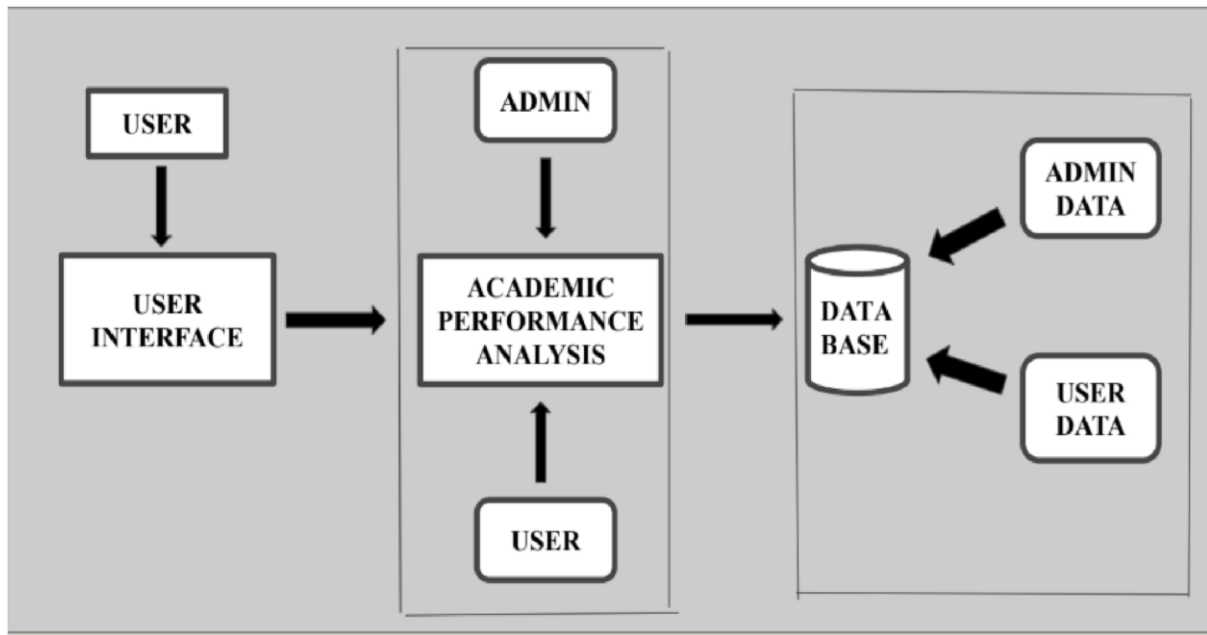 USER
USER
INTERFACE
ADMIN
ACADEMIC
PERFORMANCE
ANALYSIS
USER
DATA
BASE
ADMIN
DATA
USER
DATA